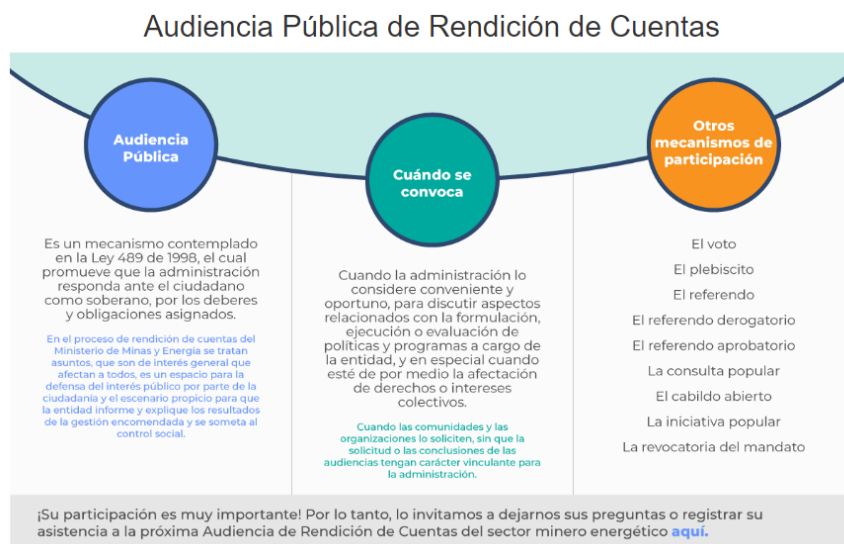 Audiencia Pública de Rendición de Cuentas
Audiencia
Pública
Es un mecanismo contemplado
en la Ley 489 de 1998, el cual
promueve que la administración
responda ante el ciudadano
como soberano, por los deberes
y obligaciones asignados.
En el proceso de rendición de cuentas del
Ministerio de Minas y Energía se tratan
asuntos, que son de interés general que
afectan a todos, es un espacio para la
defensa del interés público por parte de la
ciudadanía y el escenario propicio para que
la entidad informe y explique los resultados
de la gestión encomendada y se someta al
control social.
Cuándo se
convoca
Cuando la administración lo
considere conveniente y
oportuno, para discutir aspectos
relacionados con la formulación,
ejecución o evaluación de
políticas y programas a cargo de
la entidad, y en especial cuando
esté de por medio la afectación
de derechos o intereses
colectivos.
Cuando las comunidades y las
organizaciones lo soliciten, sin que la
solicitud o las conclusiones de las
audiencias tengan carácter vinculante para
la administración.
Otros
mecanismos de
participación
El voto
El plebiscito
El referendo
El referendo derogatorio
El referendo aprobatorio
La consulta popular
El cabildo abierto
La iniciativa popular
La revocatoria del mandato
¡Su participación es muy importante! Por lo tanto, lo invitamos a dejarnos sus preguntas o registrar su
asistencia a la próxima Audiencia de Rendición de Cuentas del sector minero energético aquí.